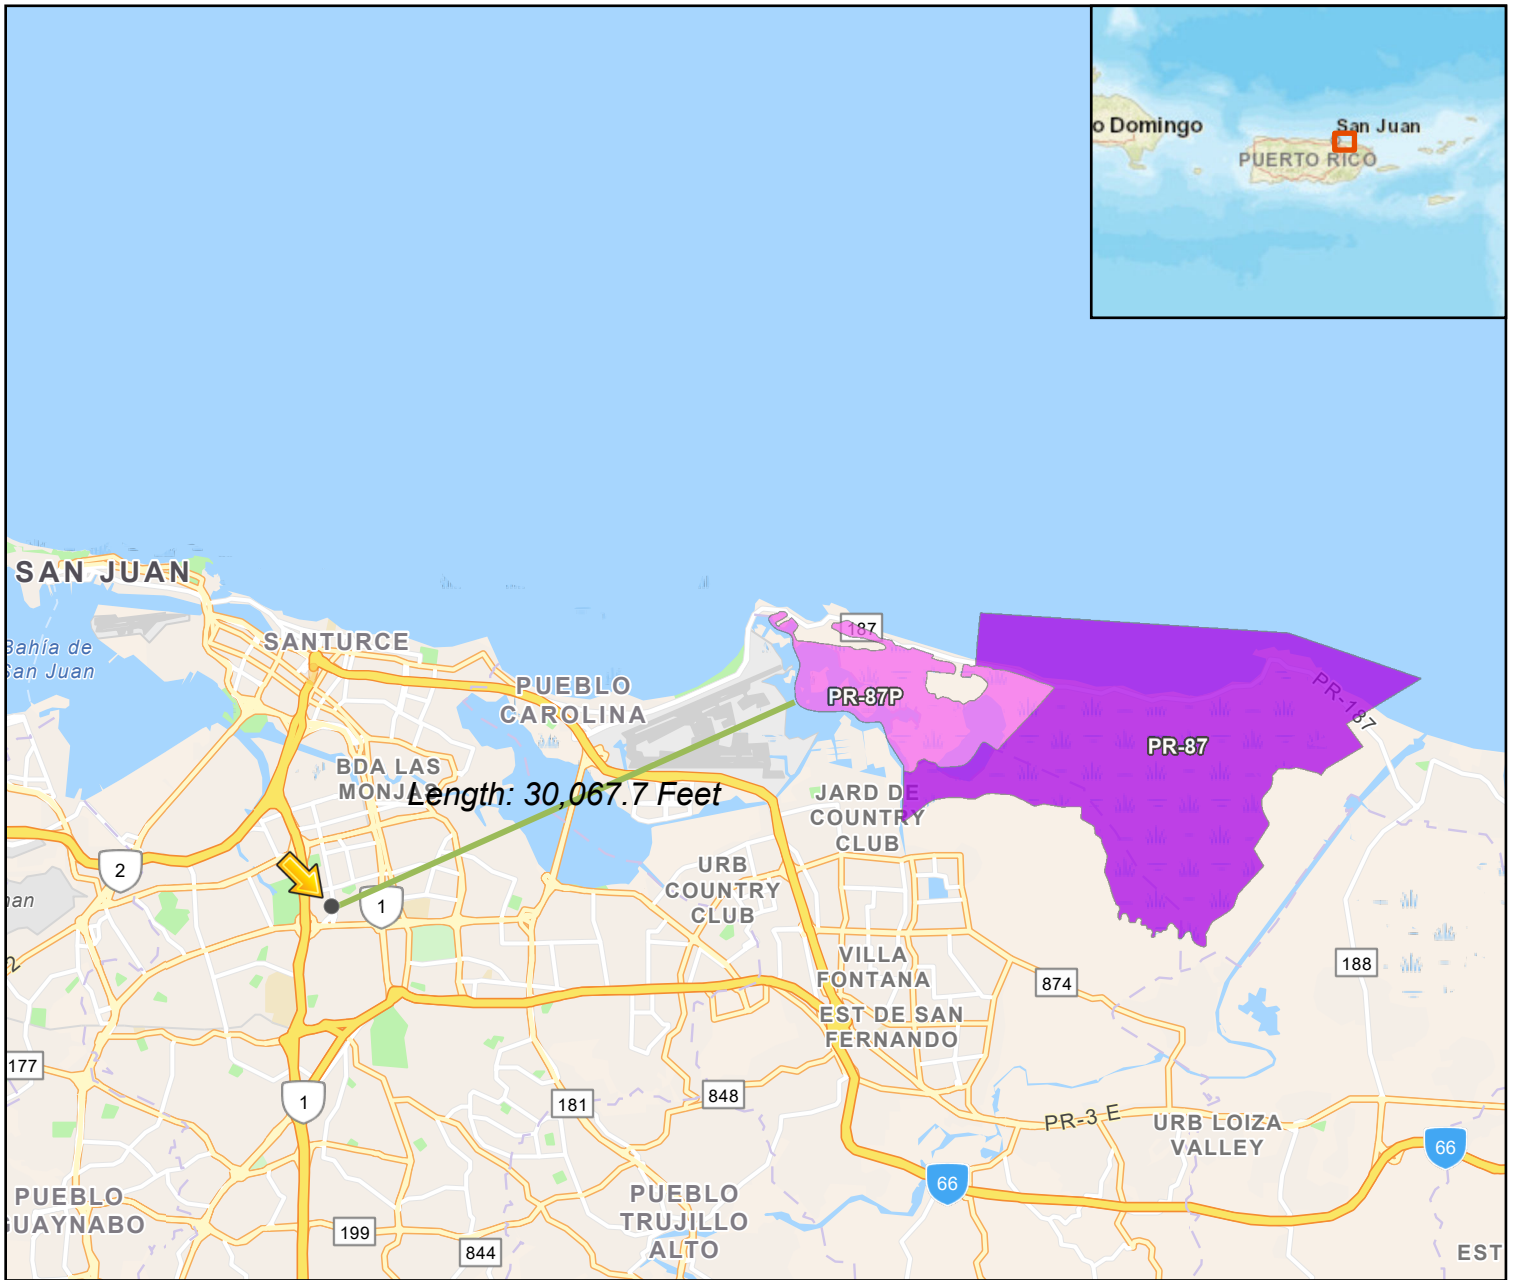 o Domingo
San Juan
PUERTO RICO
SAN JUAN
Bahía de
San Juan
SANTURCE
187
PUEBLO
CAROLINA
PR-87P
PR-187
PR-87
BDA LAS
MONJAS
Length: 30,067.7 Feet
JARD DE
COUNTRY
CLUB
2
URB
COUNTRY
CLUB
1
nan
VILLA
FONTANA
188
2
874
EST DE SAN
FERNANDO
177
1
181
848
PR-3 E
URB LOIZA
VALLEY
66
66
PUEBLO
GUAYNABO
PUEBLO
TRUJILLO
ALTO
199
844
EST